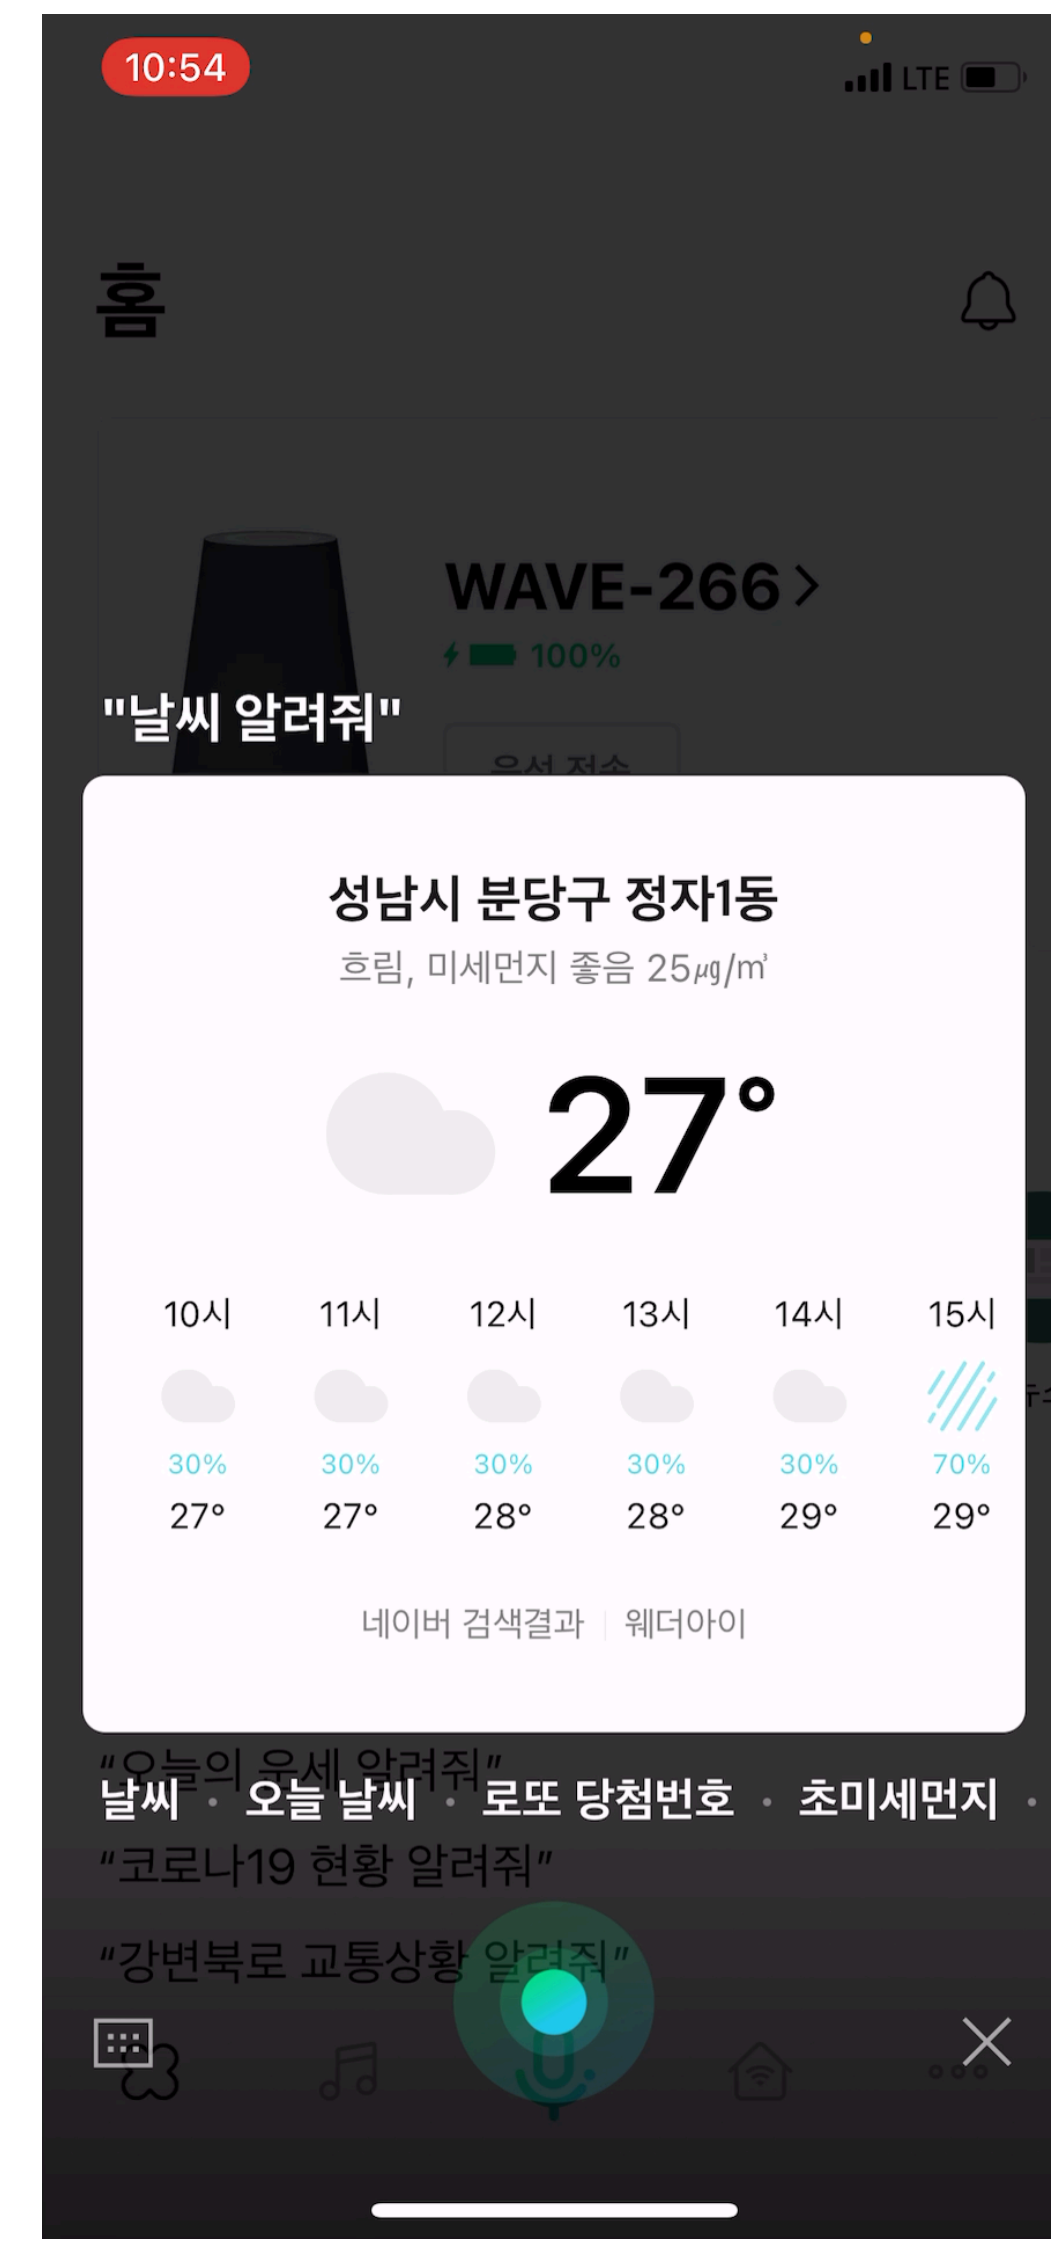 10:54
LTE
홈
WAVE-266
100%
"날씨 알려줘"
음성 전송
성남시 분당구 정자1동
흐림, 미세먼지 좋음 25㎍/㎥
27°
10시 11시 12시 13시 14시 15시
30% 30% 30% 30% 30% 70%
27° 27° 28° 28° 29° 29°
네이버 검색결과 웨더아이
“오늘의 운세 알려줘”
날씨 · 오늘 날씨 · 로또 당첨번호 · 초미세먼지 ·
“코로나19 현황 알려줘”
“강변북로 교통상황 알려줘”